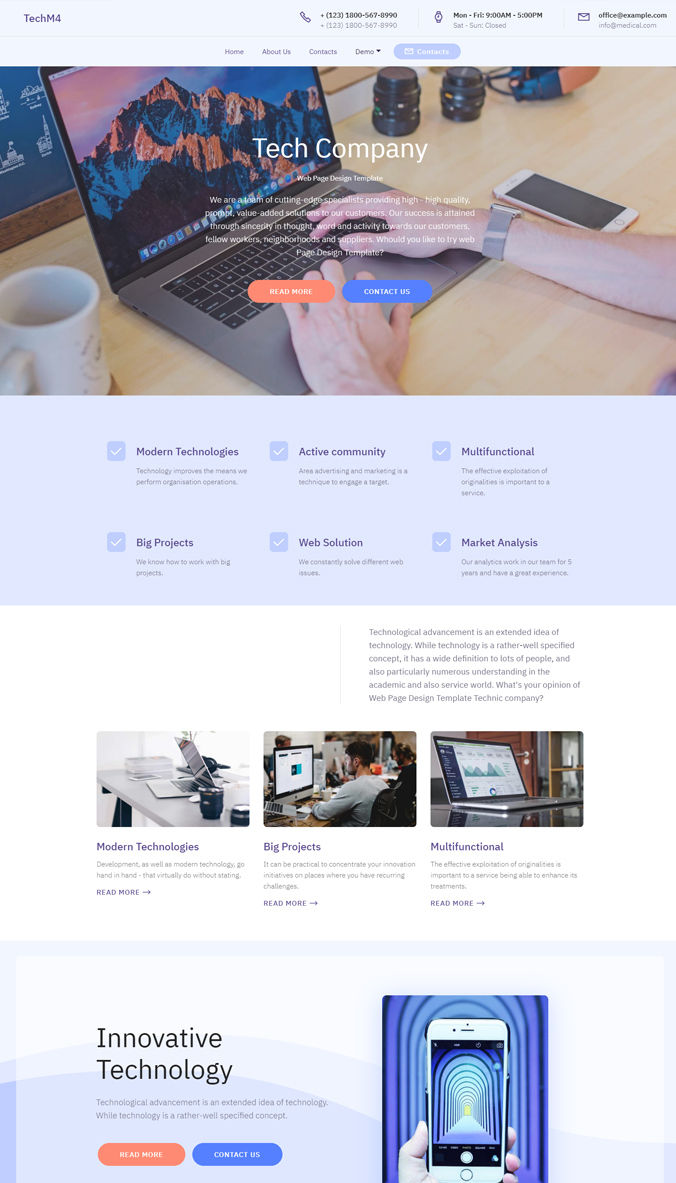 TechM4
+ (123) 1800-567-8990
+ (123) 1800-567-8990
Mon - Fri: 9:00AM - 5:00PM
Sat - Sun: Closed
office@example.com
info@medical.com
Home
About Us
Contacts
Demo
Contacts
Tech Company
Web Page Design Template
We are a team of cutting-edge specialists providing high - high quality,
prompt, value-added solutions to our customers. Our success is attained
through sincerity in thought, word and activity towards our customers,
fellow workers, neighborhoods and suppliers. Whould you like to try web
Page Design Template?
READ MORE
CONTACT US
Modern Technologies
Technology improves the means we
perform organisation operations.
Active community
Area advertising and marketing is a
technique to engage a target.
Multifunctional
The effective exploitation of
originalities is important to a
service.
Big Projects
We know how to work with big
projects.
Web Solution
We constantly solve different web
issues.
Market Analysis
Our analytics work in our team for 5
years and have a great experience.
Technological advancement is an extended idea of
technology. While technology is a rather-well specified
concept, it has a wide definition to lots of people, and
also particularly numerous understanding in the
academic and also service world. What's your opinion of
Web Page Design Template Technic company?
Modern Technologies
Development, as well as modern technology, go
hand in hand - that virtually do without stating.
READ MORE
Big Projects
It can be practical to concentrate your innovation
initiatives on places where you have recurring
challenges.
READ MORE
Multifunctional
The effective exploitation of originalities is
important to a service being able to enhance its
treatments.
READ MORE
Innovative
Technology
Technological advancement is an extended idea of technology.
While technology is a rather-well specified concept.
READ MORE
CONTACT US